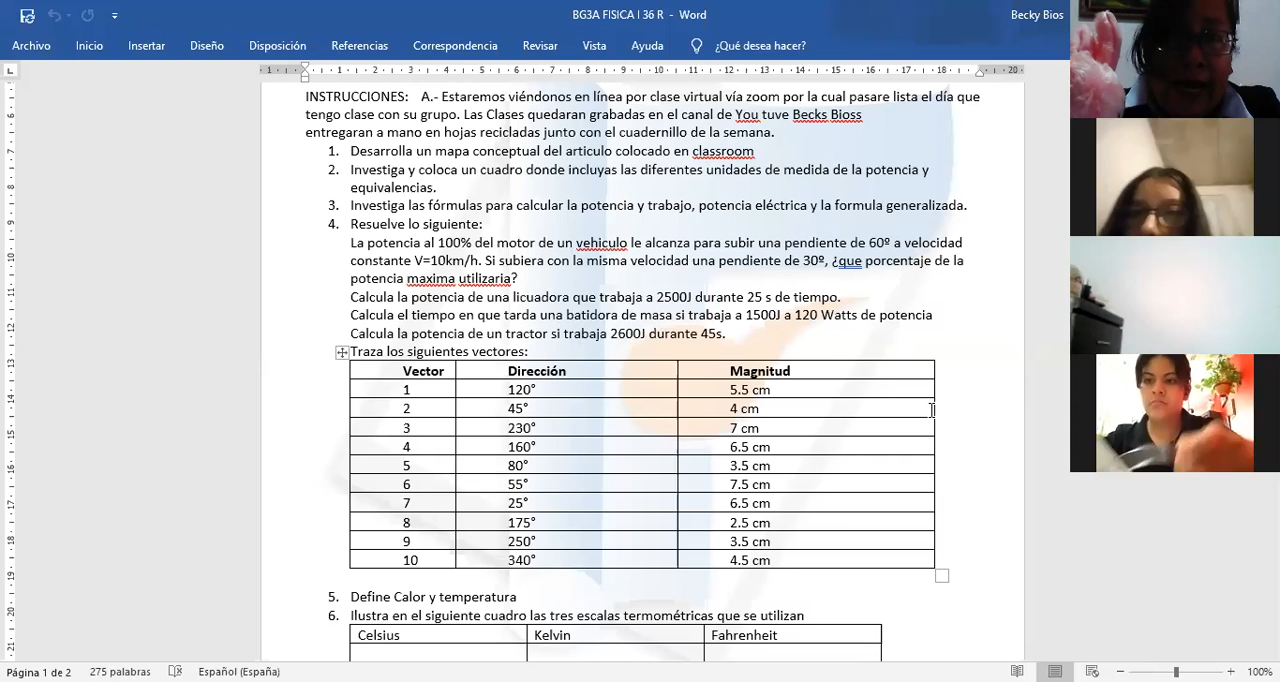 BG3A FISICA I 36 R - Word
Becky Bios
Archivo Inicio Insertar Diseño Disposición Referencias Correspondencia Revisar Vista Ayuda ¿Qué desea hacer?
INSTRUCCIONES: A.- Estaremos viéndonos en línea por clase virtual vía zoom por la cual pasare lista el día que
tengo clase con su grupo. Las Clases quedaran grabadas en el canal de You tuve Becks Bioss
entregaran a mano en hojas recicladas junto con el cuadernillo de la semana.
1. Desarrolla un mapa conceptual del articulo colocado en classroom
2. Investiga y coloca un cuadro donde incluyas las diferentes unidades de medida de la potencia y
equivalencias.
3. Investiga las fórmulas para calcular la potencia y trabajo, potencia eléctrica y la formula generalizada.
4. Resuelve lo siguiente:
La potencia al 100% del motor de un vehiculo le alcanza para subir una pendiente de 60º a velocidad
constante V=10km/h. Si subiera con la misma velocidad una pendiente de 30º, ¿que porcentaje de la
potencia maxima utilizaria?
Calcula la potencia de una licuadora que trabaja a 2500J durante 25 s de tiempo.
Calcula el tiempo en que tarda una batidora de masa si trabaja a 1500J a 120 Watts de potencia
Calcula la potencia de un tractor si trabaja 2600J durante 45s.
Traza los siguientes vectores:
Vector Dirección Magnitud
1 120° 5.5 cm
2 45° 4 cm
3 230° 7 cm
4 160° 6.5 cm
5 80° 3.5 cm
6 55° 7.5 cm
7 25° 6.5 cm
8 175° 2.5 cm
9 250° 3.5 cm
10 340° 4.5 cm
5. Define Calor y temperatura
6. Ilustra en el siguiente cuadro las tres escalas termométricas que se utilizan
Celsius Kelvin Fahrenheit
Página 1 de 2 275 palabras Español (España) 100%